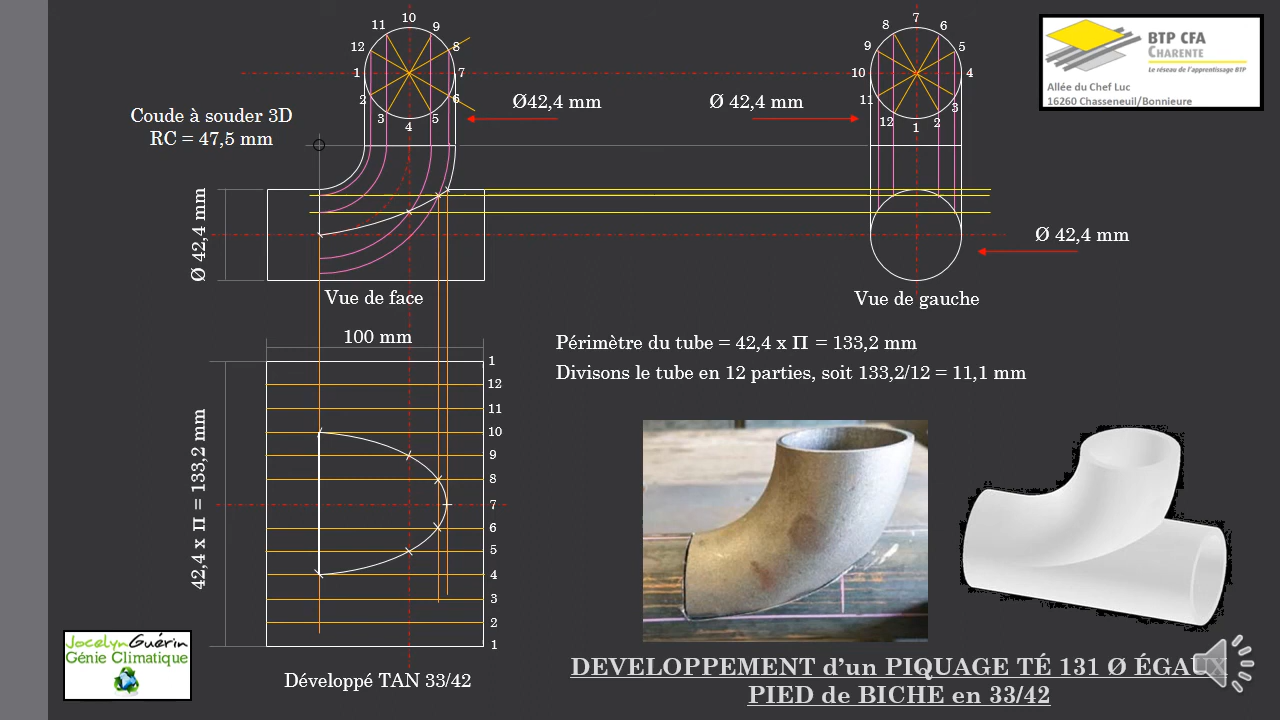 11 10 9
12 8
1 7
2 6
3 4 5
7
8 6
9 5
10 4
11 3
12 1 2
BTP CFA
CHARENTE
Le réseau de l'apprentissage BTP
Allée du Chef Luc
16260 Chasseneuil/Bonnieure
Coude à souder 3D
RC = 47,5 mm
Ø42,4 mm
Ø 42,4 mm
Ø 42,4 mm
Ø 42,4 mm
Vue de face
Vue de gauche
100 mm
Périmètre du tube = 42,4 x Π = 133,2 mm
Divisons le tube en 12 parties, soit 133,2/12 = 11,1 mm
42,4 x Π = 133,2 mm
1
12
11
10
9
8
7
6
5
4
3
2
1
Développé TAN 33/42
Jocelyn Guérin
Génie Climatique
DEVELOPPEMENT d'un PIQUAGE TÉ 131 Ø ÉGAUX
PIED de BICHE en 33/42